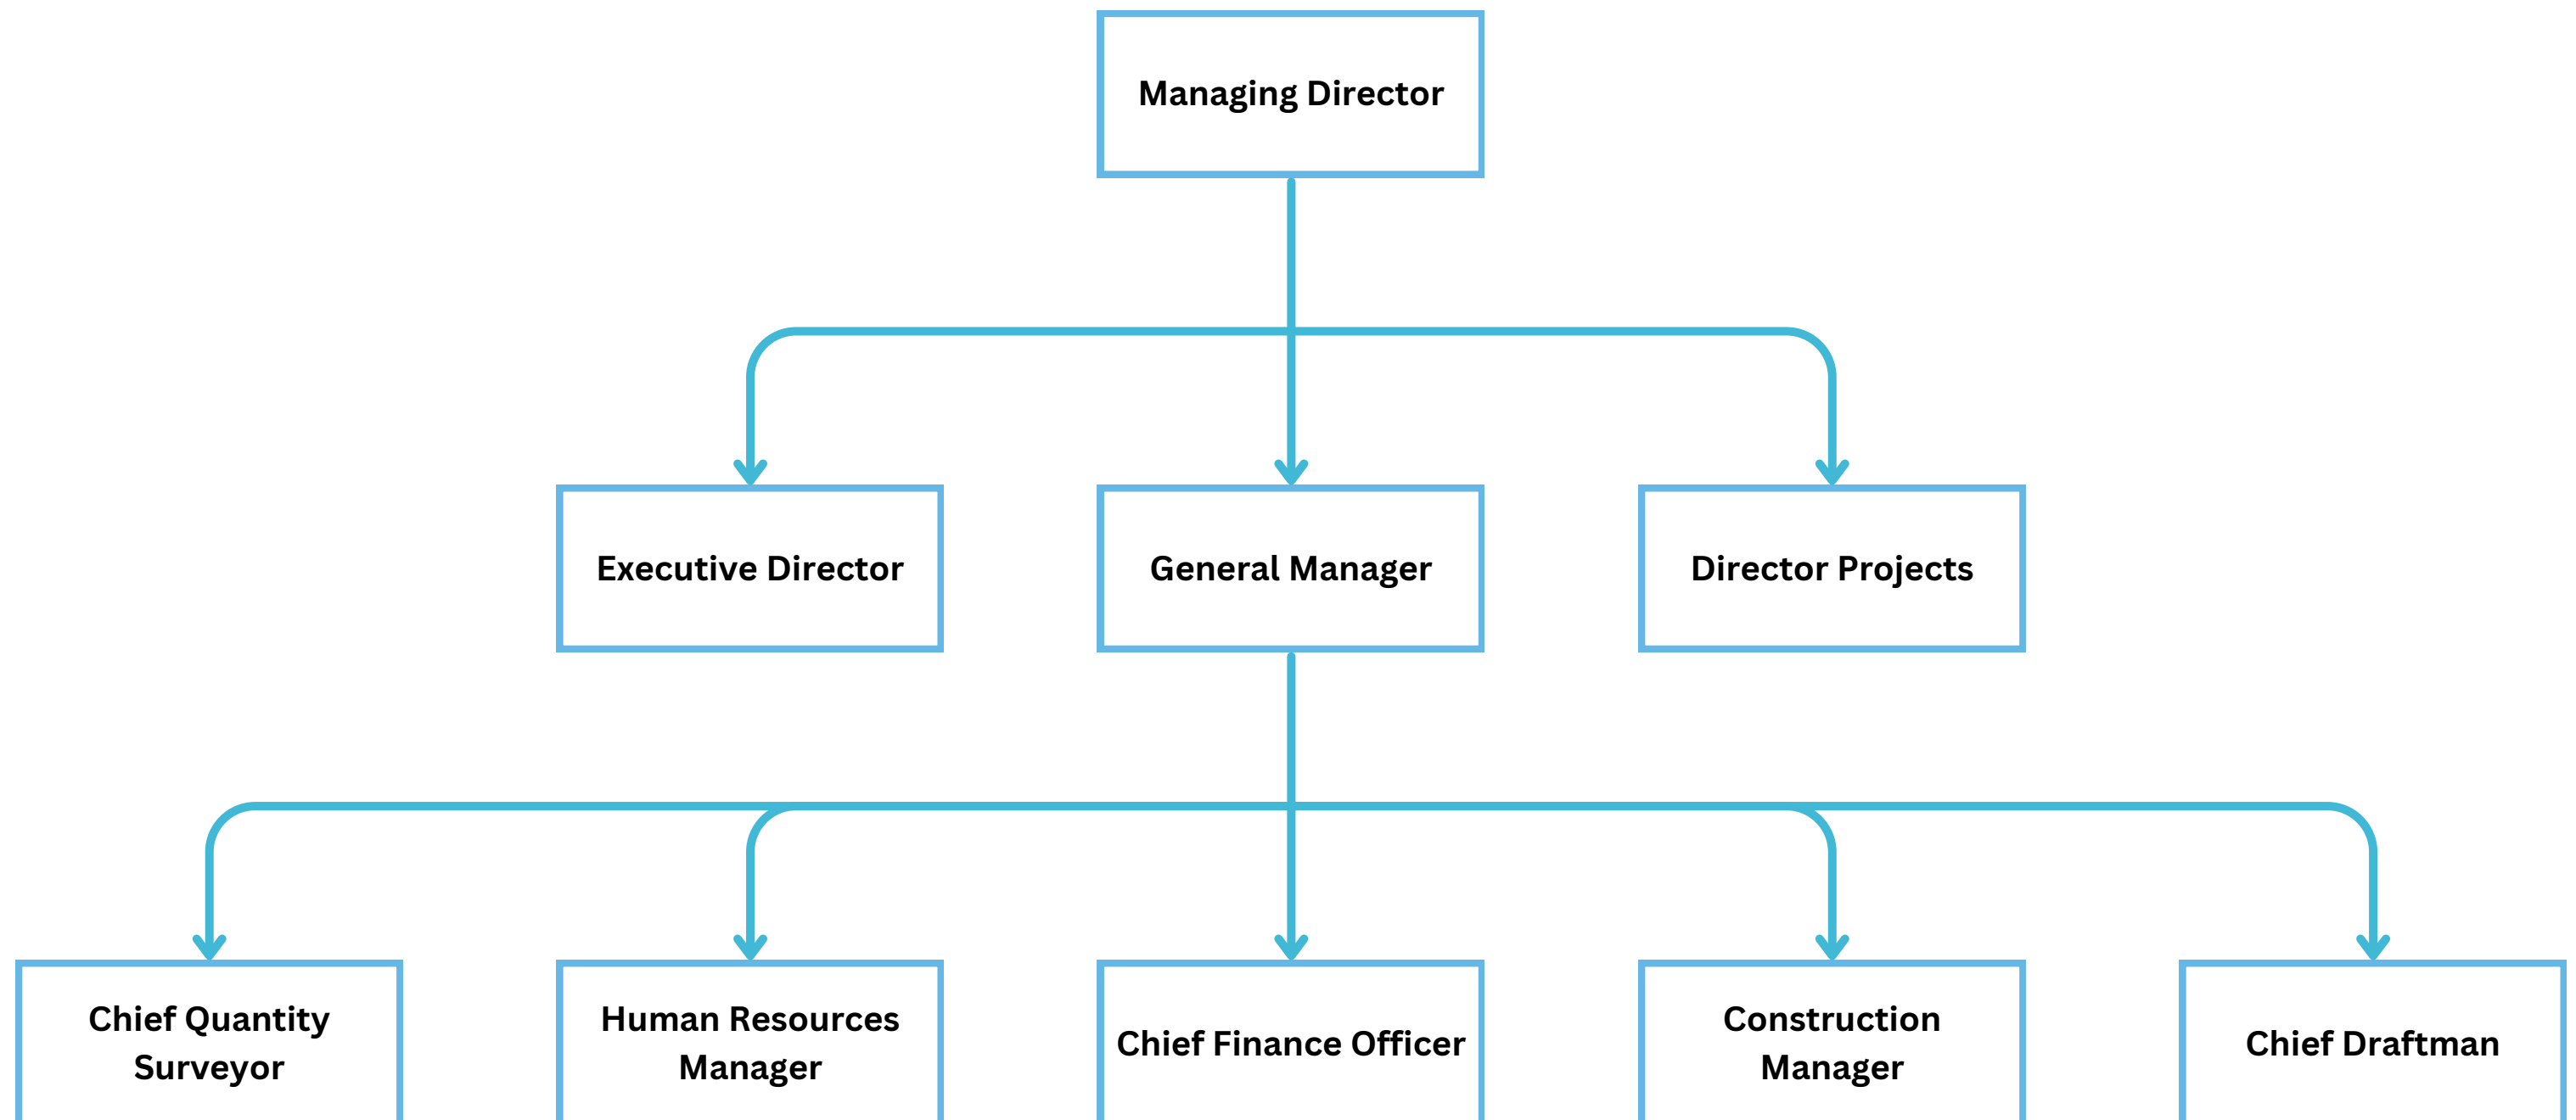 Managing Director
Executive Director
General Manager
Director Projects
Chief Quantity
Surveyor
Human Resources
Manager
Chief Finance Officer
Construction
Manager
Chief Draftman